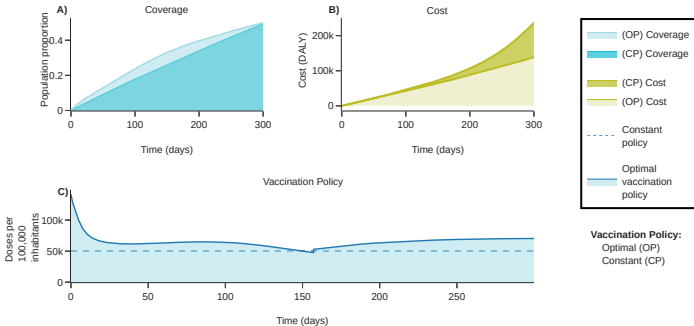 A)
Coverage
Population proportion
0.4
0.2
0
0
100
200
300
Time (days)
B)
Cost
Cost (DALY)
200k
100k
0
0
100
200
300
Time (days)
(OP) Coverage
(CP) Coverage
(CP) Cost
(OP) Cost
Constant
policy
Optimal
vaccination
policy
Vaccination Policy:
Optimal (OP)
Constant (CP)
C)
Vaccination Policy
Doses per
100,000
inhabitants
100k
50k
0
0
50
100
150
200
250
Time (days)